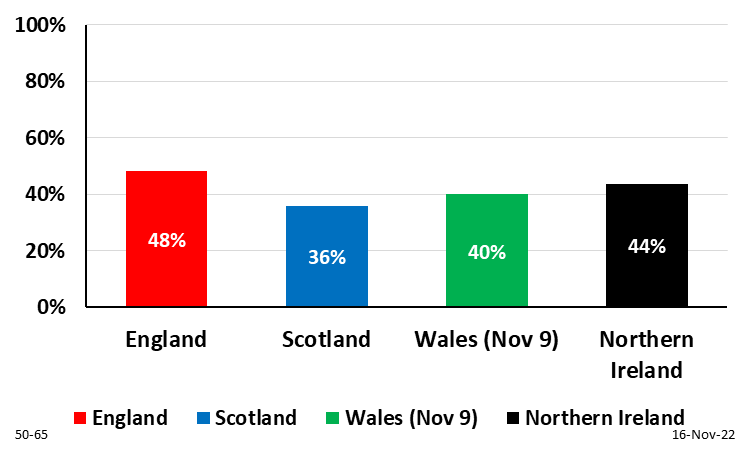 100%
80%
60%
40%
20%
0%
48%
36%
40%
44%
England
Scotland
Wales (Nov 9)
Northern
Ireland
England
Scotland
Wales (Nov 9)
Northern Ireland
50-65
16-Nov-22